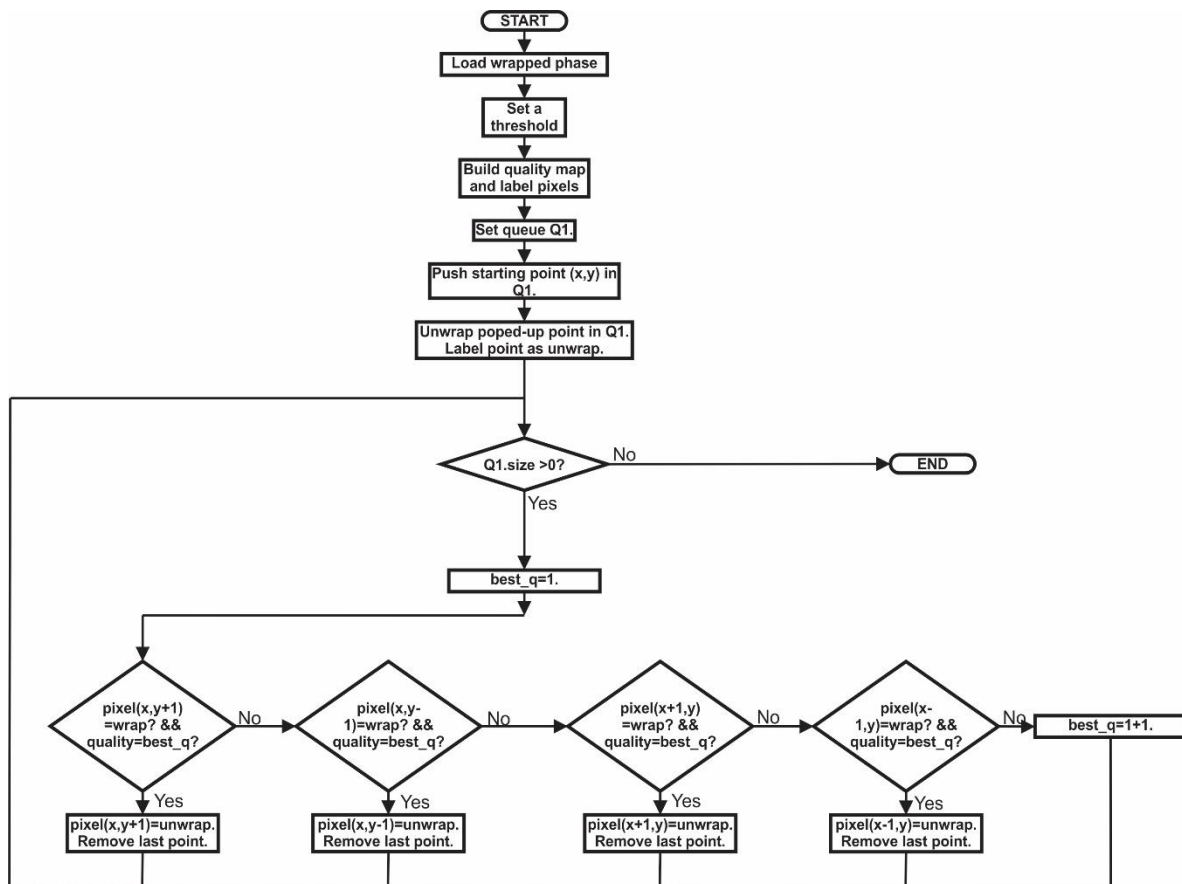 START
Load wrapped phase
Set a
threshold
Build quality map
and label pixels
Set queue Q1.
Push starting point (x,y) in
Q1.
Unwrap poped-up point in Q1.
Label point as unwrap.
Q1.size >0?
No
END
Yes
best_q=1.
pixel(x,y+1)
=wrap? &&
quality=best_q?
No
pixel(x,y-
1)=wrap? &&
quality=best_q?
No
pixel(x+1,y)
=wrap? &&
quality=best_q?
No
pixel(x-
1,y)=wrap? &&
quality=best_q?
No
best_q=1+1.
Yes
pixel(x,y+1)=unwrap.
Remove last point.
Yes
pixel(x,y-1)=unwrap.
Remove last point.
Yes
pixel(x+1,y)=unwrap.
Remove last point.
Yes
pixel(x-1,y)=unwrap.
Remove last point.